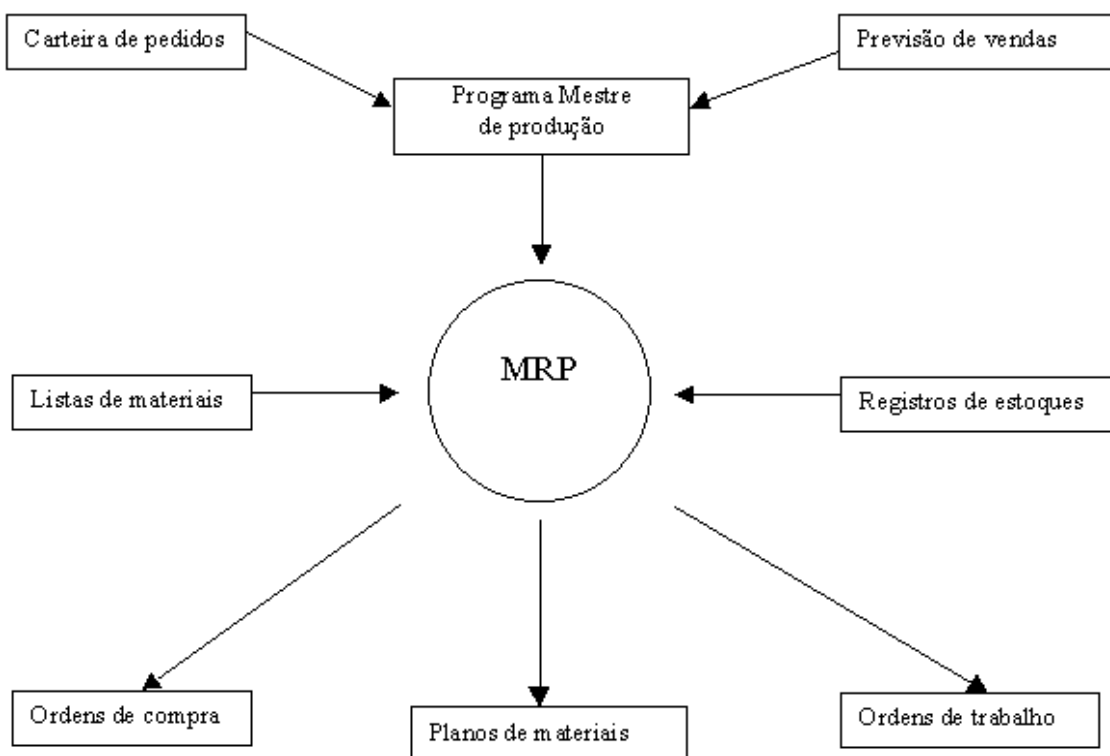 Carteira de pedidos
Previsão de vendas
Programa Mestre
de produção
MRP
Listas de materiais
Registros de estoques
Ordens de compra
Planos de materiais
Ordens de trabalho